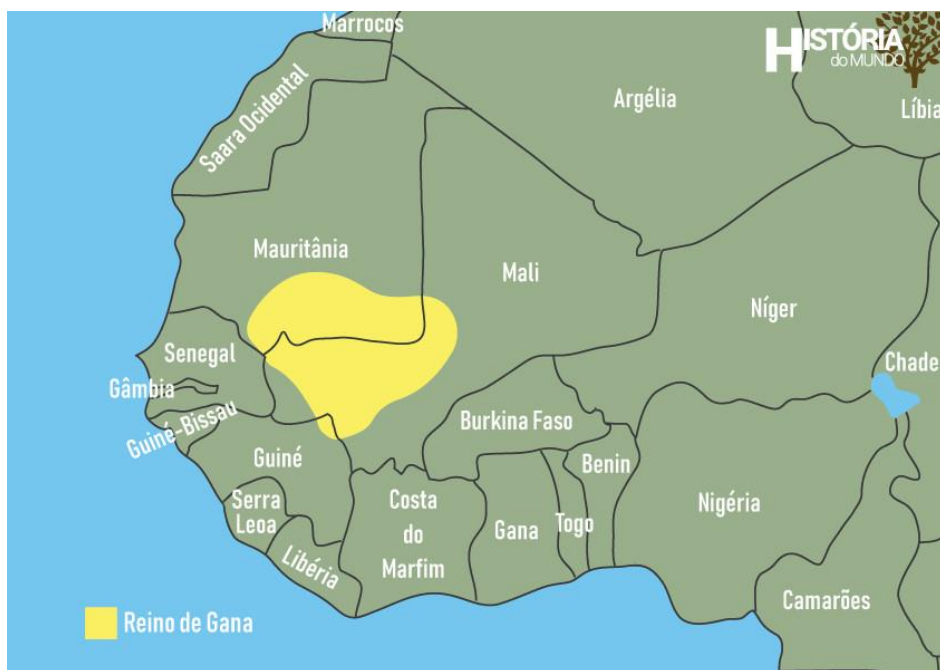 Marrocos
HISTÓRIA
do MUNDO
Argélia
Líbia
Saara Ocidental
Mauritânia
Mali
Níger
Senegal
Chade
Gâmbia
Guiné-Bissau
Burkina Faso
Guiné
Benin
Serra
Leoa
Costa
do
Marfim
Gana
Togo
Nigéria
Libéria
Camarões
Reino de Gana